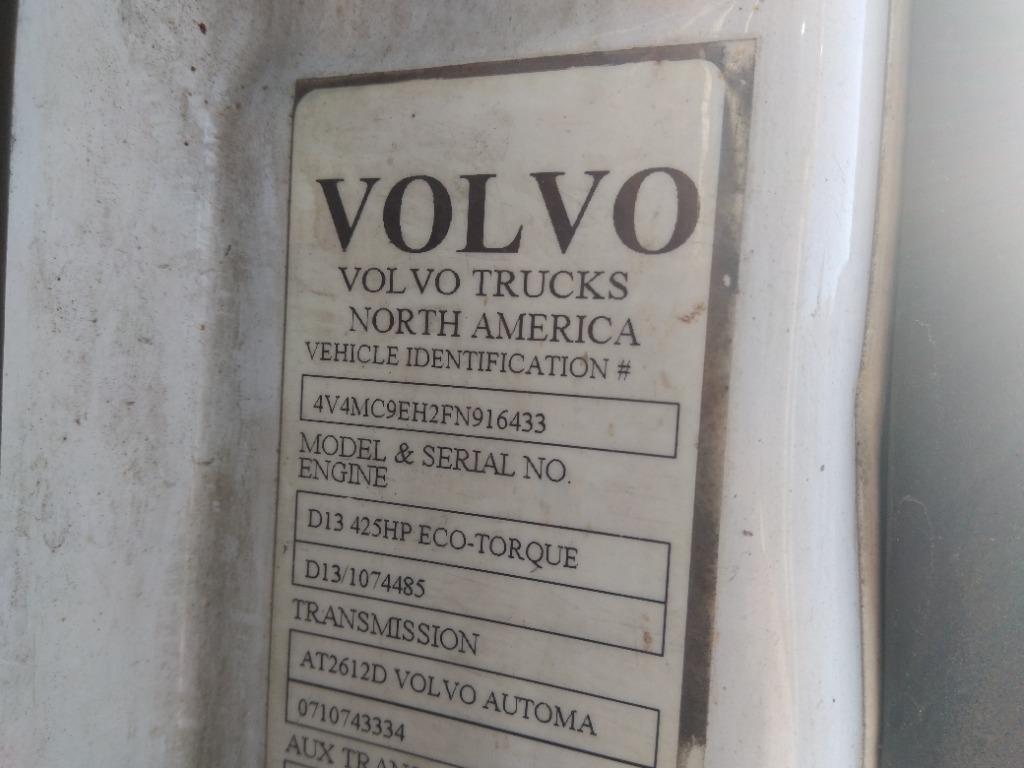 VOLVO
VOLVO TRUCKS
NORTH AMERICA
VEHICLE IDENTIFICATION #
4V4MC9EH2FN916433
MODEL & SERIAL NO.
ENGINE
D13 425HP ECO-TORQUE
D13/1074485
TRANSMISSION
AT2612D VOLVO AUTOMA
0710743334
AUX